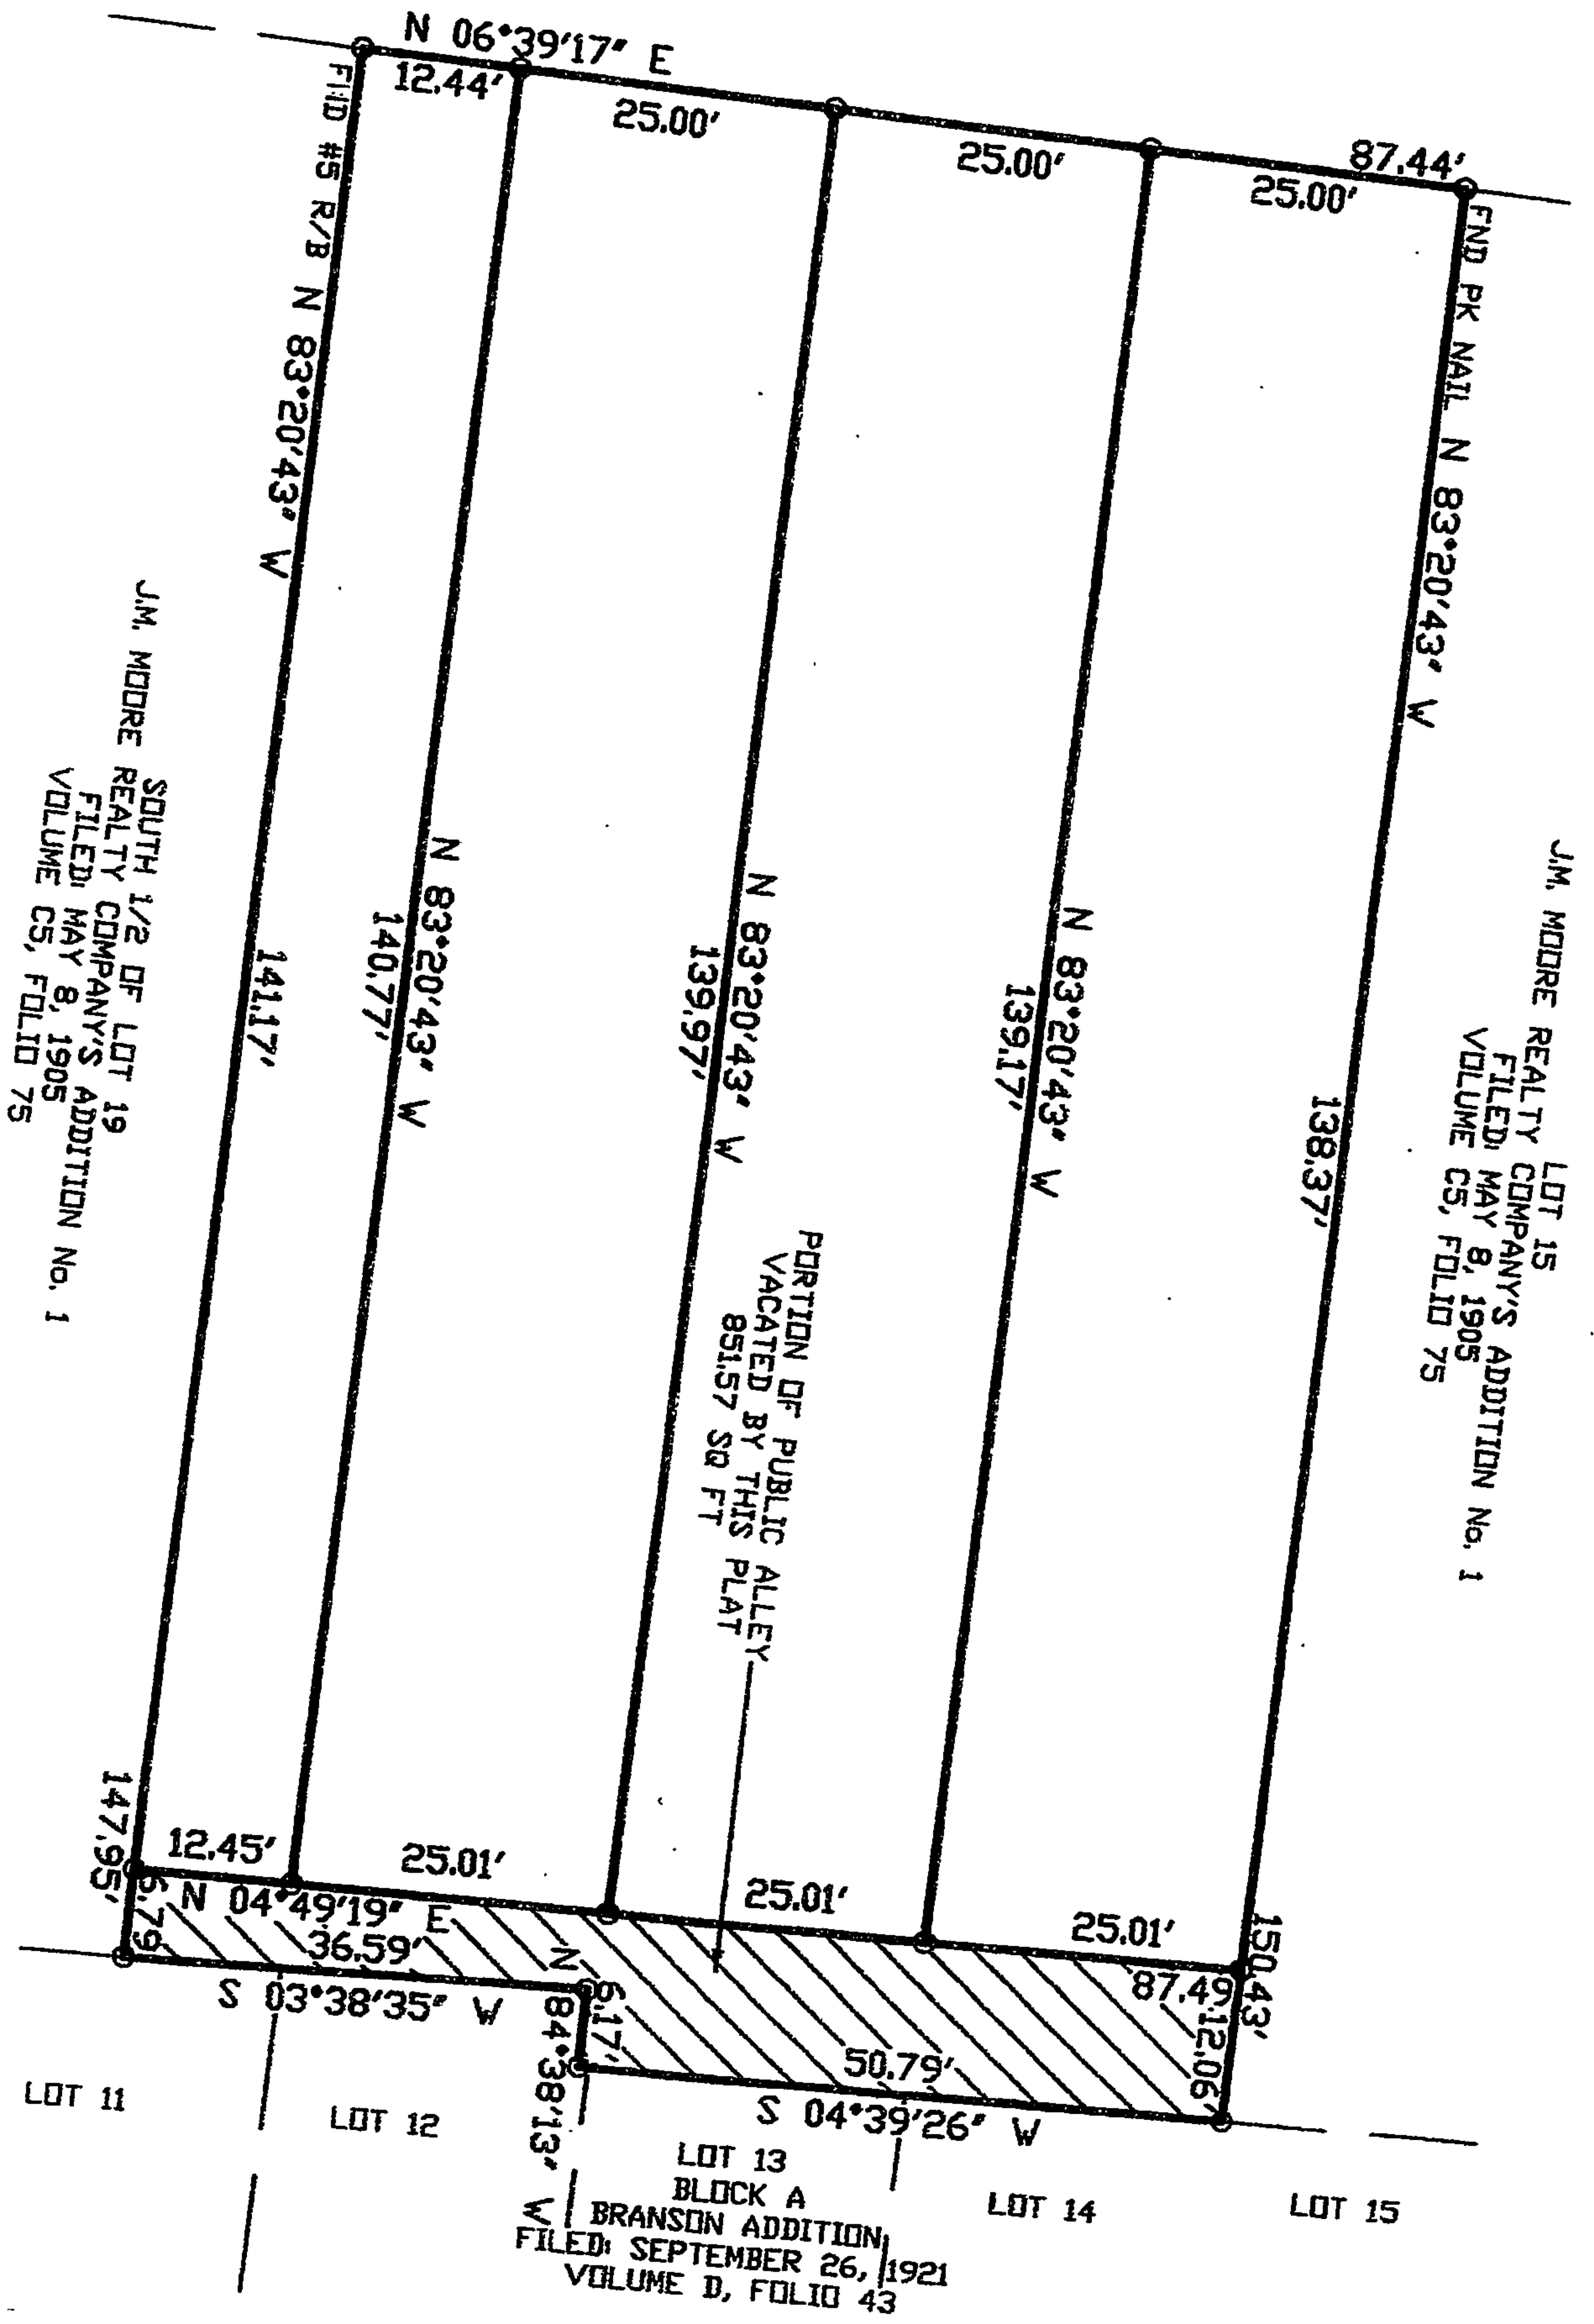 N 06°39'17" E
12.44'
25.00'
25.00'
87.44'
25.00'
FND #5 R/B N 83°20'43" W
FND PK NAIL N 83°20'43" W
N 83°20'43" W
140.77'
N 83°20'43" W
139.97'
N 83°20'43" W
139.17'
141.17'
138.37'
SOUTH 1/2 OF LOT 19
J.M. MOORE REALTY COMPANY'S ADDITION No. 1
FILED: MAY 8, 1905
VOLUME C5, FOLIO 75
LOT 15
J.M. MOORE REALTY COMPANY'S ADDITION No. 1
FILED: MAY 8, 1905
VOLUME C5, FOLIO 75
PORTION OF PUBLIC ALLEY
VACATED BY THIS PLAT
851.57 SQ FT
147.95'
12.45'
25.01'
25.01'
25.01'
150.43'
6.79'
N 04°49'19" E
87.49'
12.06'
36.59'
S 03°38'35" W
6.17'
N 84°38'13" W
50.79'
S 04°39'26" W
LOT 11
LOT 12
LOT 13
LOT 14
LOT 15
BLOCK A
BRANSON ADDITION
FILED: SEPTEMBER 26, 1921
VOLUME D, FOLIO 43